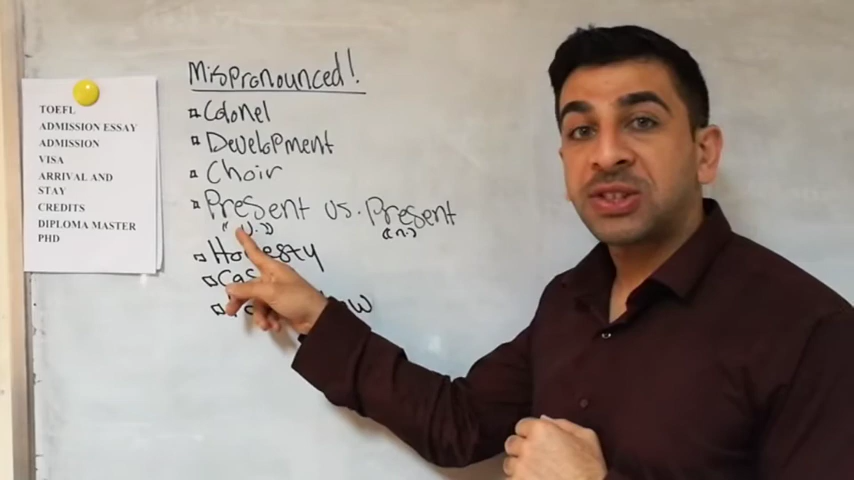 TOEFL
ADMISSION ESSAY
ADMISSION
VISA
ARRIVAL AND
STAY
CREDITS
DIPLOMA MASTER
PHD
Mispronounced!
Colonel
Development
Choir
Present vs. Present
(v.) (n.)
Honesty